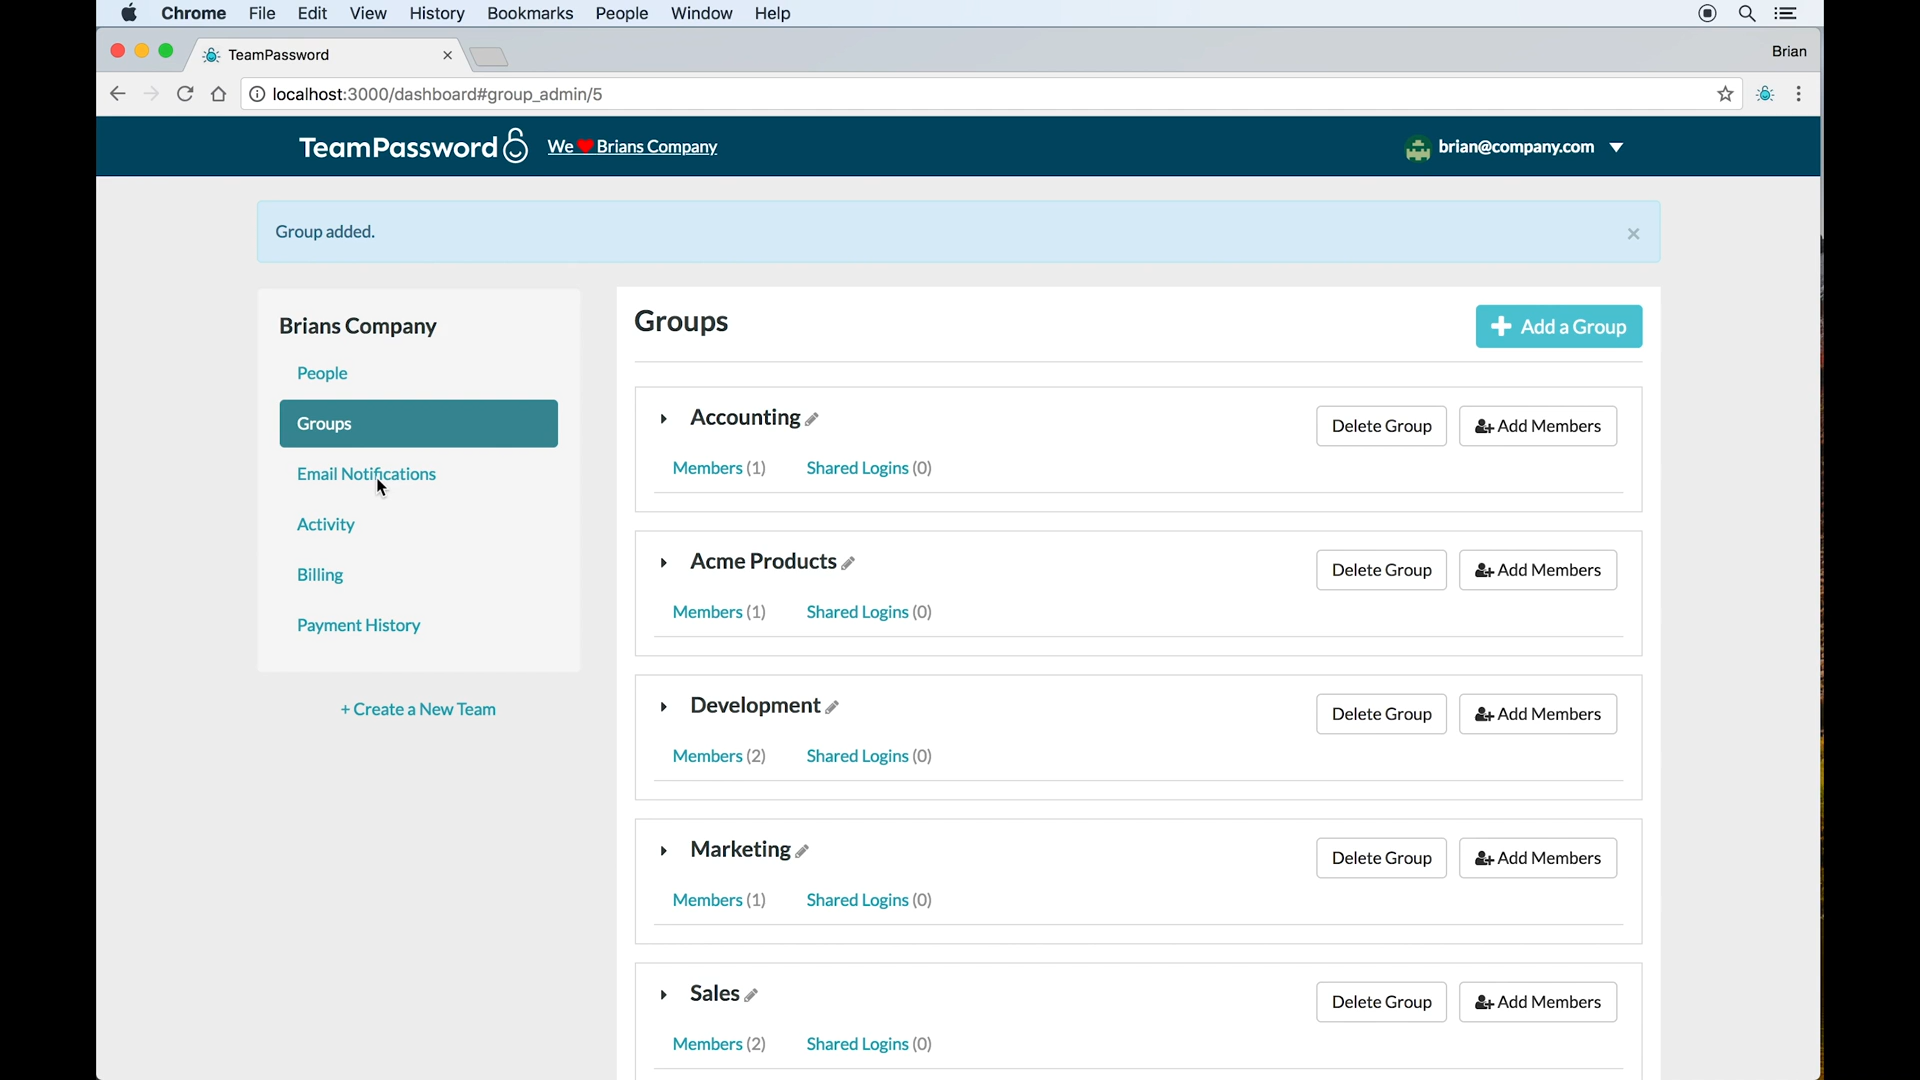 Chrome File Edit View History Bookmarks People Window Help
TeamPassword
Brian
localhost:3000/dashboard#group_admin/5
TeamPassword We ❤ Brians Company brian@company.com
Group added.
Brians Company
People
Groups
Email Notifications
Activity
Billing
Payment History
+ Create a New Team
Groups
Add a Group
Accounting Delete Group Add Members
Members (1) Shared Logins (0)
Acme Products Delete Group Add Members
Members (1) Shared Logins (0)
Development Delete Group Add Members
Members (2) Shared Logins (0)
Marketing Delete Group Add Members
Members (1) Shared Logins (0)
Sales Delete Group Add Members
Members (2) Shared Logins (0)